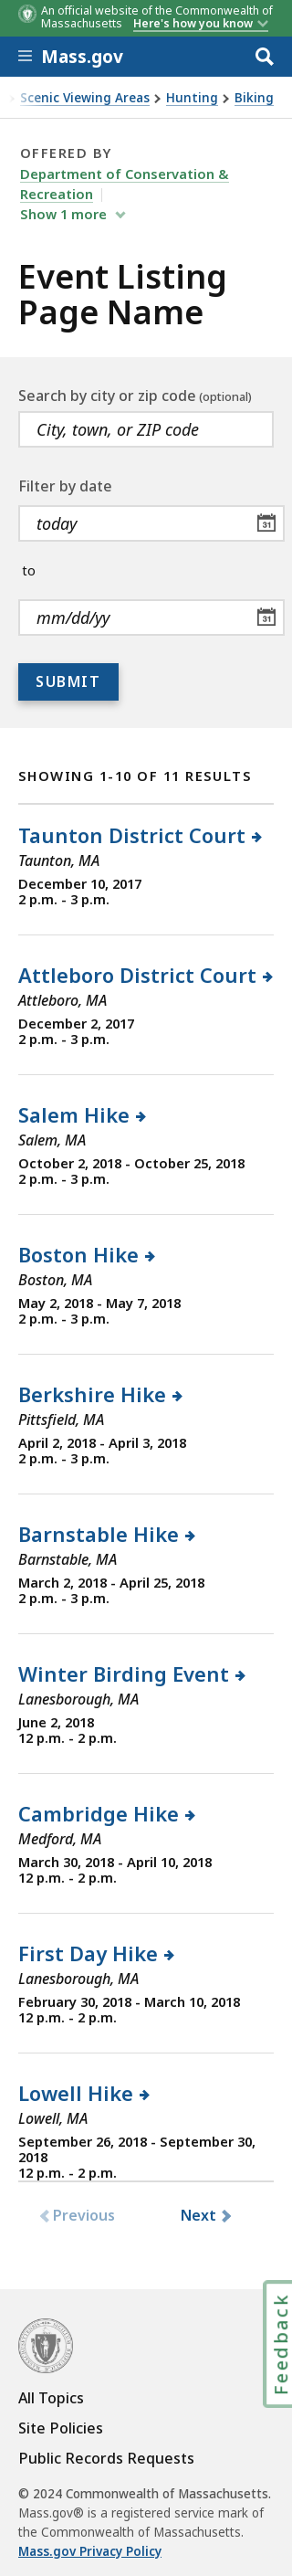 An official website of the Commonwealth of
Massachusetts Here's how you know
Mass.gov
Scenic Viewing Areas > Hunting > Biking
OFFERED BY
Department of Conservation &
Recreation |
Show 1 more
Event Listing
Page Name
Search by city or zip code (optional)
City, town, or ZIP code
Filter by date
today 31
to
mm/dd/yy 31
SUBMIT
SHOWING 1-10 OF 11 RESULTS
Taunton District Court
Taunton, MA
December 10, 2017
2 p.m. - 3 p.m.
Attleboro District Court
Attleboro, MA
December 2, 2017
2 p.m. - 3 p.m.
Salem Hike
Salem, MA
October 2, 2018 - October 25, 2018
2 p.m. - 3 p.m.
Boston Hike
Boston, MA
May 2, 2018 - May 7, 2018
2 p.m. - 3 p.m.
Berkshire Hike
Pittsfield, MA
April 2, 2018 - April 3, 2018
2 p.m. - 3 p.m.
Barnstable Hike
Barnstable, MA
March 2, 2018 - April 25, 2018
2 p.m. - 3 p.m.
Winter Birding Event
Lanesborough, MA
June 2, 2018
12 p.m. - 2 p.m.
Cambridge Hike
Medford, MA
March 30, 2018 - April 10, 2018
12 p.m. - 2 p.m.
First Day Hike
Lanesborough, MA
February 30, 2018 - March 10, 2018
12 p.m. - 2 p.m.
Lowell Hike
Lowell, MA
September 26, 2018 - September 30,
2018
12 p.m. - 2 p.m.
Previous Next
Feedback
All Topics
Site Policies
Public Records Requests
© 2024 Commonwealth of Massachusetts.
Mass.gov® is a registered service mark of
the Commonwealth of Massachusetts.
Mass.gov Privacy Policy